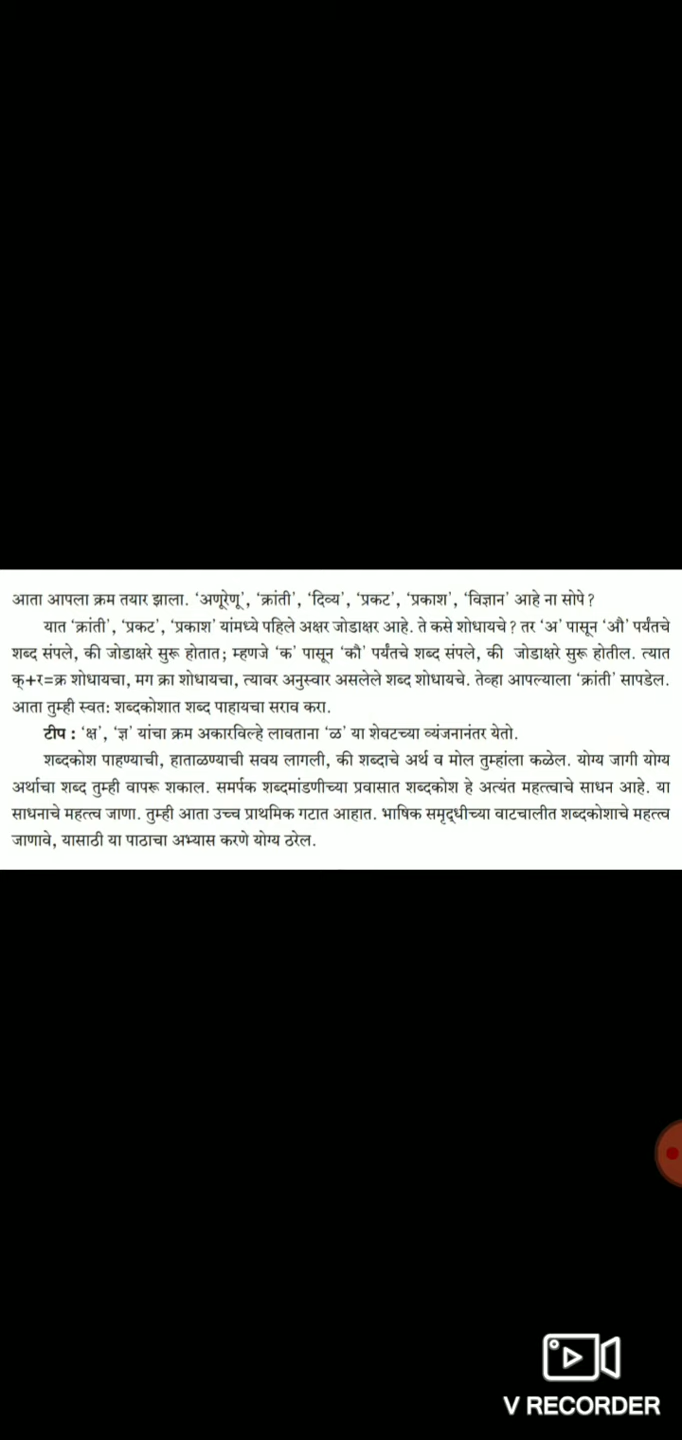 आता आपला क्रम तयार झाला. ‘अणूरेणू’, ‘क्रांती’, ‘दिव्य’, ‘प्रकट’, ‘प्रकाश’, ‘विज्ञान’ आहे ना सोपे ?
यात ‘क्रांती’, ‘प्रकट’, ‘प्रकाश’ यांमध्ये पहिले अक्षर जोडाक्षर आहे. ते कसे शोधायचे ? तर ‘अ’ पासून ‘औ’ पर्यंतचे
शब्द संपले, की जोडाक्षरे सुरू होतात; म्हणजे ‘क’ पासून ‘कौ’ पर्यंतचे शब्द संपले, की जोडाक्षरे सुरू होतील. त्यात
क्+र=क्र शोधायचा, मग क्रा शोधायचा, त्यावर अनुस्वार असलेले शब्द शोधायचे. तेव्हा आपल्याला ‘क्रांती’ सापडेल.
आता तुम्ही स्वत: शब्दकोशात शब्द पाहायचा सराव करा.
टीप : ‘क्ष’, ‘ज्ञ’ यांचा क्रम अकारविल्हे लावताना ‘ळ’ या शेवटच्या व्यंजनानंतर येतो.
शब्दकोश पाहण्याची, हाताळण्याची सवय लागली, की शब्दाचे अर्थ व मोल तुम्हांला कळेल. योग्य जागी योग्य
अर्थाचा शब्द तुम्ही वापरू शकाल. समर्पक शब्दमांडणीच्या प्रवासात शब्दकोश हे अत्यंत महत्त्वाचे साधन आहे. या
साधनाचे महत्त्व जाणा. तुम्ही आता उच्च प्राथमिक गटात आहात. भाषिक समृद्धीच्या वाटचालीत शब्दकोशाचे महत्त्व
जाणावे, यासाठी या पाठाचा अभ्यास करणे योग्य ठरेल.
V RECORDER